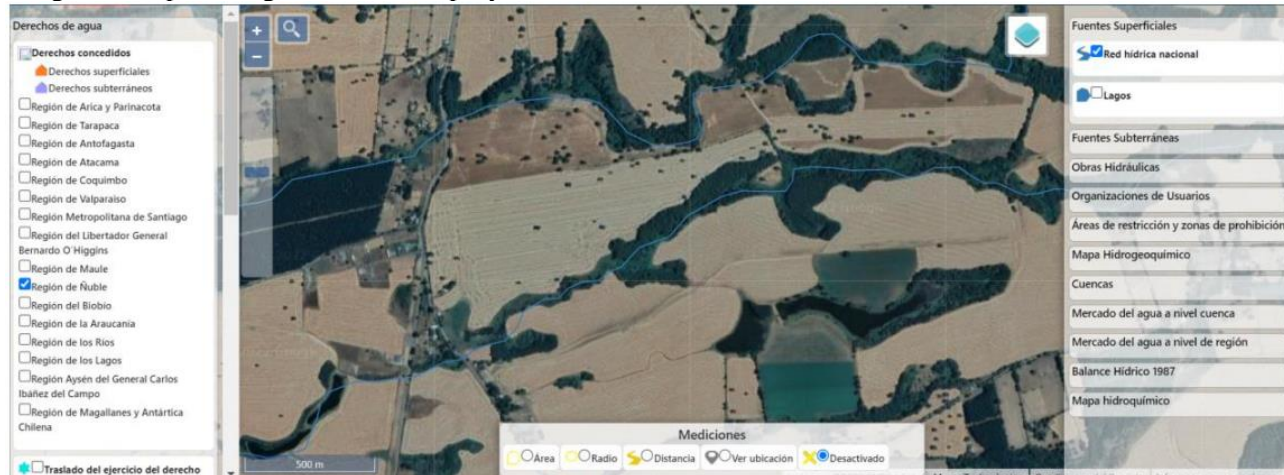 Derechos de agua
Derechos concedidos
Derechos superficiales
Derechos subterráneos
Región de Arica y Parinacota
Región de Tarapaca
Región de Antofagasta
Región de Atacama
Región de Coquimbo
Región de Valparaiso
Región Metropolitana de Santiago
Región del Libertador General
Bernardo O´Higgins
Región de Maule
Región de Ñuble
Región del Biobio
Región de la Araucania
Región de los Rios
Región de los Lagos
Región Aysén del General Carlos
Ibáñez del Campo
Región de Magallanes y Antártica
Chilena
Traslado del ejercicio del derecho
+
−
500 m
Mediciones
Area
Radio
Distancia
Ver ubicación
Desactivado
Fuentes Superficiales
Red hídrica nacional
Lagos
Fuentes Subterráneas
Obras Hidráulicas
Organizaciones de Usuarios
Áreas de restricción y zonas de prohibición
Mapa Hidrogeoquímico
Cuencas
Mercado del agua a nivel cuenca
Mercado del agua a nivel de región
Balance Hídrico 1987
Mapa hidroquímico